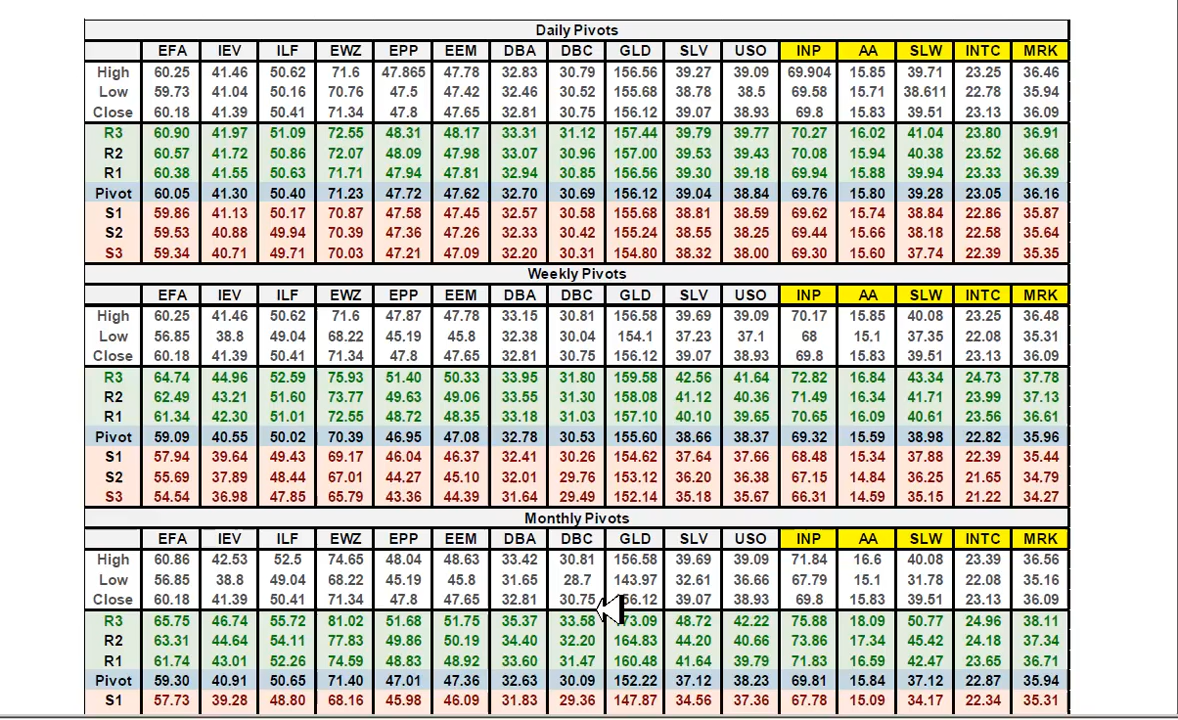 Daily Pivots
EFA IEV ILF EWZ EPP EEM DBA DBC GLD SLV USO INP AA SLW INTC MRK
High 60.25 41.46 50.62 71.6 47.865 47.78 32.83 30.79 156.56 39.27 39.09 69.904 15.85 39.71 23.25 36.46
Low 59.73 41.04 50.16 70.76 47.5 47.42 32.46 30.52 155.68 38.78 38.5 69.58 15.71 38.611 22.78 35.94
Close 60.18 41.39 50.41 71.34 47.8 47.65 32.81 30.75 156.12 39.07 38.93 69.8 15.83 39.51 23.13 36.09
R3 60.90 41.97 51.09 72.55 48.31 48.17 33.31 31.12 157.44 39.79 39.77 70.27 16.02 41.04 23.80 36.91
R2 60.57 41.72 50.86 72.07 48.09 47.98 33.07 30.96 157.00 39.53 39.43 70.08 15.94 40.38 23.52 36.68
R1 60.38 41.55 50.63 71.71 47.94 47.81 32.94 30.85 156.56 39.30 39.18 69.94 15.88 39.94 23.33 36.39
Pivot 60.05 41.30 50.40 71.23 47.72 47.62 32.70 30.69 156.12 39.04 38.84 69.76 15.80 39.28 23.05 36.16
S1 59.86 41.13 50.17 70.87 47.58 47.45 32.57 30.58 155.68 38.81 38.59 69.62 15.74 38.84 22.86 35.87
S2 59.53 40.88 49.94 70.39 47.36 47.26 32.33 30.42 155.24 38.55 38.25 69.44 15.66 38.18 22.58 35.64
S3 59.34 40.71 49.71 70.03 47.21 47.09 32.20 30.31 154.80 38.32 38.00 69.30 15.60 37.74 22.39 35.35
Weekly Pivots
EFA IEV ILF EWZ EPP EEM DBA DBC GLD SLV USO INP AA SLW INTC MRK
High 60.25 41.46 50.62 71.6 47.87 47.78 33.15 30.81 156.58 39.69 39.09 70.17 15.85 40.08 23.25 36.48
Low 56.85 38.8 49.04 68.22 45.19 45.8 32.38 30.04 154.1 37.23 37.1 68 15.1 37.35 22.08 35.31
Close 60.18 41.39 50.41 71.34 47.8 47.65 32.81 30.75 156.12 39.07 38.93 69.8 15.83 39.51 23.13 36.09
R3 64.74 44.96 52.59 75.93 51.40 50.33 33.95 31.80 159.58 42.56 41.64 72.82 16.84 43.34 24.73 37.78
R2 62.49 43.21 51.60 73.77 49.63 49.06 33.55 31.30 158.08 41.12 40.36 71.49 16.34 41.71 23.99 37.13
R1 61.34 42.30 51.01 72.55 48.72 48.35 33.18 31.03 157.10 40.10 39.65 70.65 16.09 40.61 23.56 36.61
Pivot 59.09 40.55 50.02 70.39 46.95 47.08 32.78 30.53 155.60 38.66 38.37 69.32 15.59 38.98 22.82 35.96
S1 57.94 39.64 49.43 69.17 46.04 46.37 32.41 30.26 154.62 37.64 37.66 68.48 15.34 37.88 22.39 35.44
S2 55.69 37.89 48.44 67.01 44.27 45.10 32.01 29.76 153.12 36.20 36.38 67.15 14.84 36.25 21.65 34.79
S3 54.54 36.98 47.85 65.79 43.36 44.39 31.64 29.49 152.14 35.18 35.67 66.31 14.59 35.15 21.22 34.27
Monthly Pivots
EFA IEV ILF EWZ EPP EEM DBA DBC GLD SLV USO INP AA SLW INTC MRK
High 60.86 42.53 52.5 74.65 48.04 48.63 33.42 30.81 156.58 39.69 39.09 71.84 16.6 40.08 23.39 36.56
Low 56.85 38.8 49.04 68.22 45.19 45.8 31.65 28.7 143.97 32.61 36.66 67.79 15.1 31.78 22.08 35.16
Close 60.18 41.39 50.41 71.34 47.8 47.65 32.81 30.75 56.12 39.07 38.93 69.8 15.83 39.51 23.13 36.09
R3 65.75 46.74 55.72 81.02 51.68 51.75 35.37 33.58 73.09 48.72 42.22 75.88 18.09 50.77 24.96 38.11
R2 63.31 44.64 54.11 77.83 49.86 50.19 34.40 32.20 164.83 44.20 40.66 73.86 17.34 45.42 24.18 37.34
R1 61.74 43.01 52.26 74.59 48.83 48.92 33.60 31.47 160.48 41.64 39.79 71.83 16.59 42.47 23.65 36.71
Pivot 59.30 40.91 50.65 71.40 47.01 47.36 32.63 30.09 152.22 37.12 38.23 69.81 15.84 37.12 22.87 35.94
S1 57.73 39.28 48.80 68.16 45.98 46.09 31.83 29.36 147.87 34.56 37.36 67.78 15.09 34.17 22.34 35.31